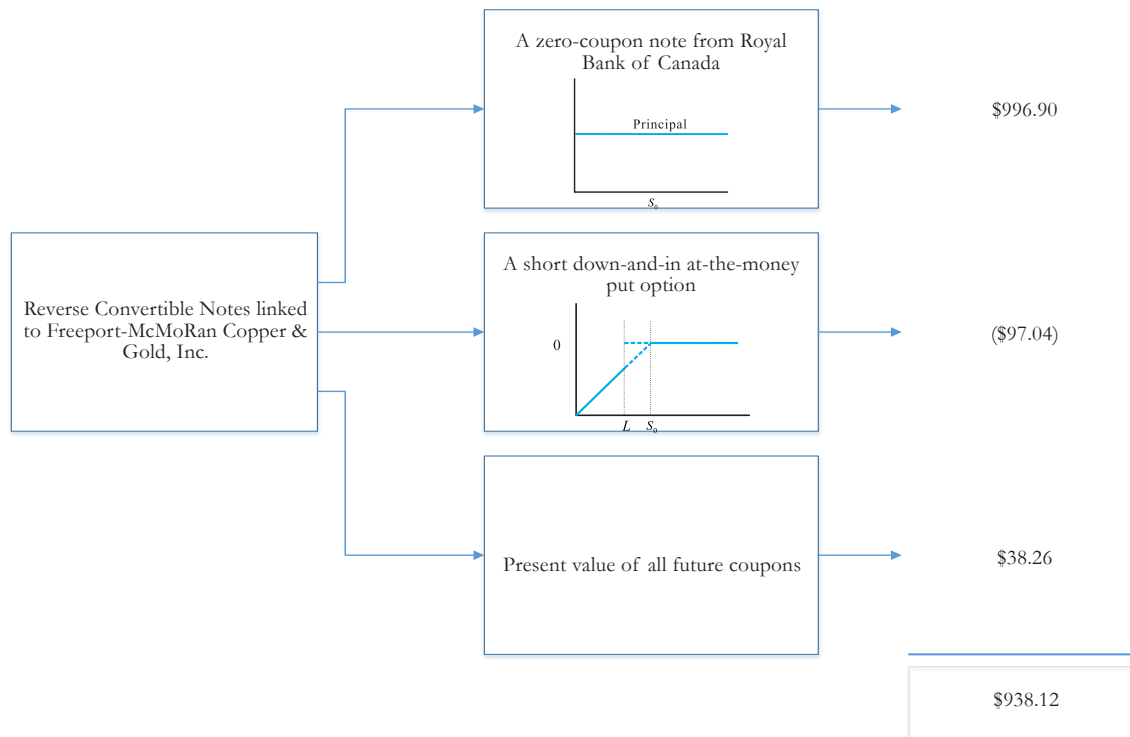 A zero-coupon note from Royal
Bank of Canada
Principal
S₀
$996.90
Reverse Convertible Notes linked
to Freeport-McMoRan Copper &
Gold, Inc.
A short down-and-in at-the-money
put option
0
L S₀
($97.04)
Present value of all future coupons
$38.26
$938.12